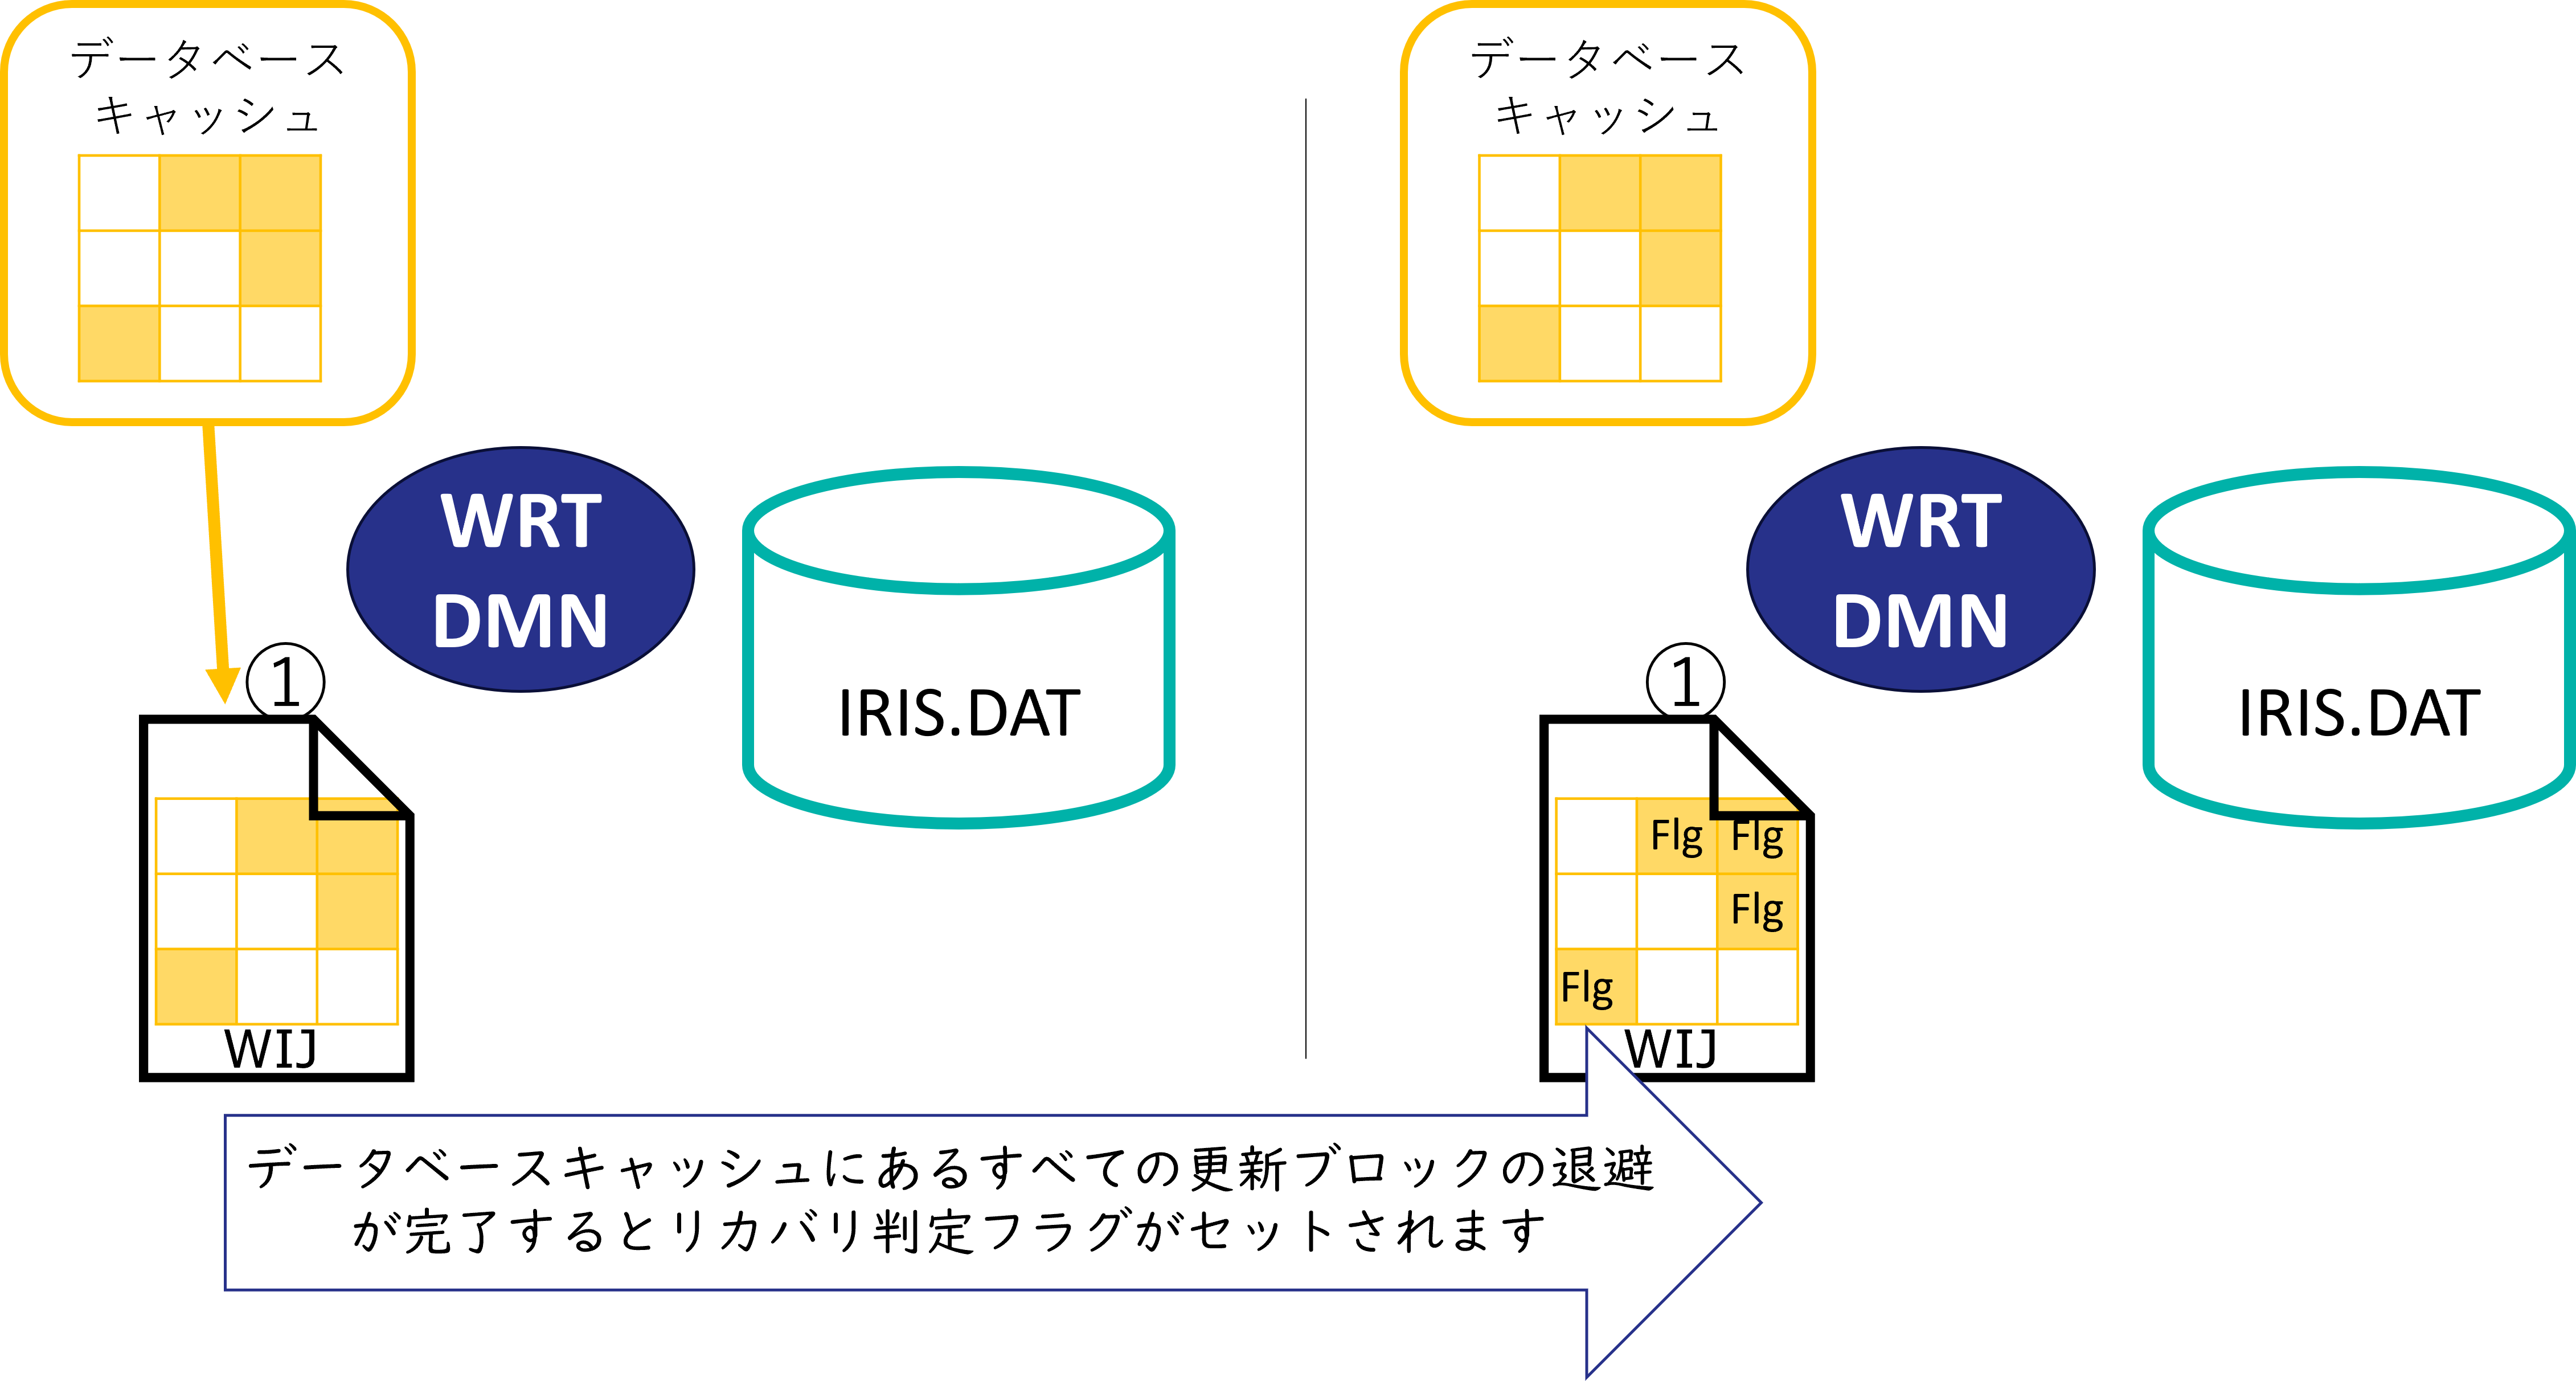 データベース
キャッシュ
WRT
DMN
IRIS.DAT
①
WIJ
データベース
キャッシュ
WRT
DMN
IRIS.DAT
①
Flg Flg
Flg
Flg
WIJ
データベースキャッシュにあるすべての更新ブロックの退避
が完了するとリカバリ判定フラグがセットされます